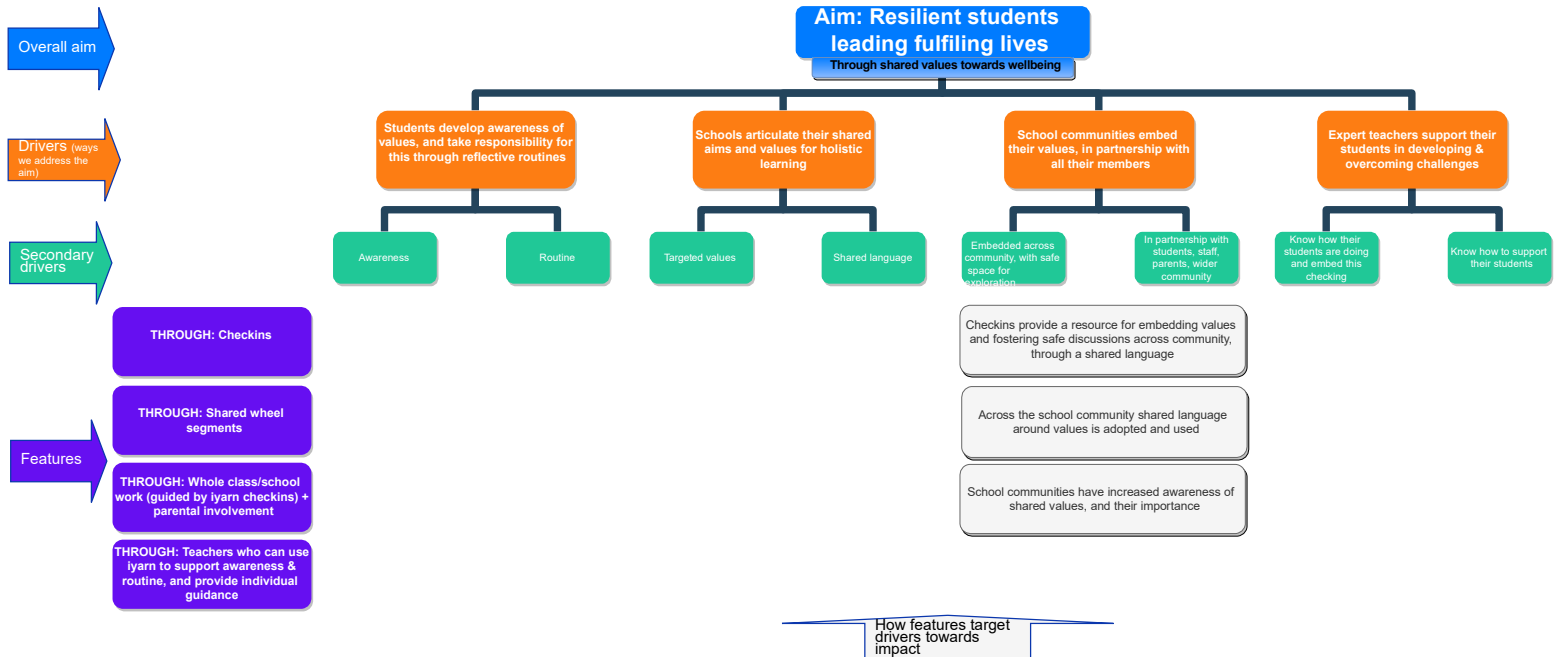 Overall aim
Aim: Resilient students
leading fulfiling lives
Through shared values towards wellbeing
Drivers (ways
we address the
aim)
Students develop awareness of
values, and take responsibility for
this through reflective routines
Schools articulate their shared
aims and values for holistic
learning
School communities embed
their values, in partnership with
all their members
Expert teachers support their
students in developing &
overcoming challenges
Secondary
drivers
Awareness
Routine
Targeted values
Shared language
Embedded across
community, with safe
space for
exploration
In partnership with
students, staff,
parents, wider
community
Know how their
students are doing
and embed this
checking
Know how to support
their students
Features
THROUGH: Checkins
THROUGH: Shared wheel
segments
THROUGH: Whole class/school
work (guided by iyarn checkins) +
parental involvement
THROUGH: Teachers who can use
iyarn to support awareness &
routine, and provide individual
guidance
Checkins provide a resource for embedding values
and fostering safe discussions across community,
through a shared language
Across the school community shared language
around values is adopted and used
School communities have increased awareness of
shared values, and their importance
How features target
drivers towards
impact